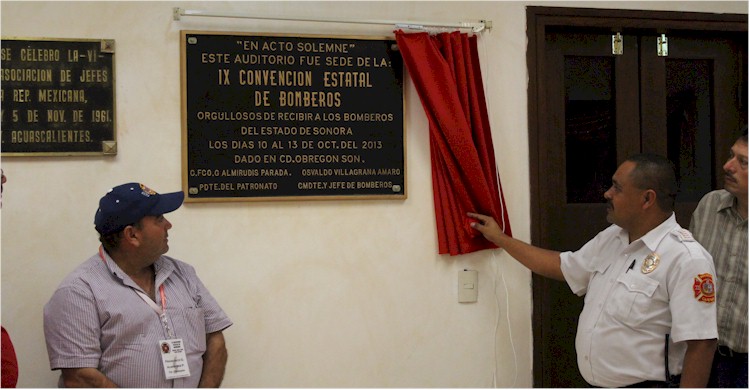 SE CELEBRO LA VI
ASOCIACION DE JEFES
REP. MEXICANA,
5 DE NOV. DE 1961.
AGUASCALIENTES.
"EN ACTO SOLEMNE"
ESTE AUDITORIO FUE SEDE DE LA:
IX CONVENCION ESTATAL
DE BOMBEROS
ORGULLOSOS DE RECIBIR A LOS BOMBEROS
DEL ESTADO DE SONORA
LOS DIAS 10 AL 13 DE OCT. DEL 2013
DADO EN CD. OBREGON SON.
C.FCO.G ALMIRUDIS PARADA. OSVALDO VILLAGRANA AMARO
PDTE. DEL PATRONATO CMDTE. Y JEFE DE BOMBEROS